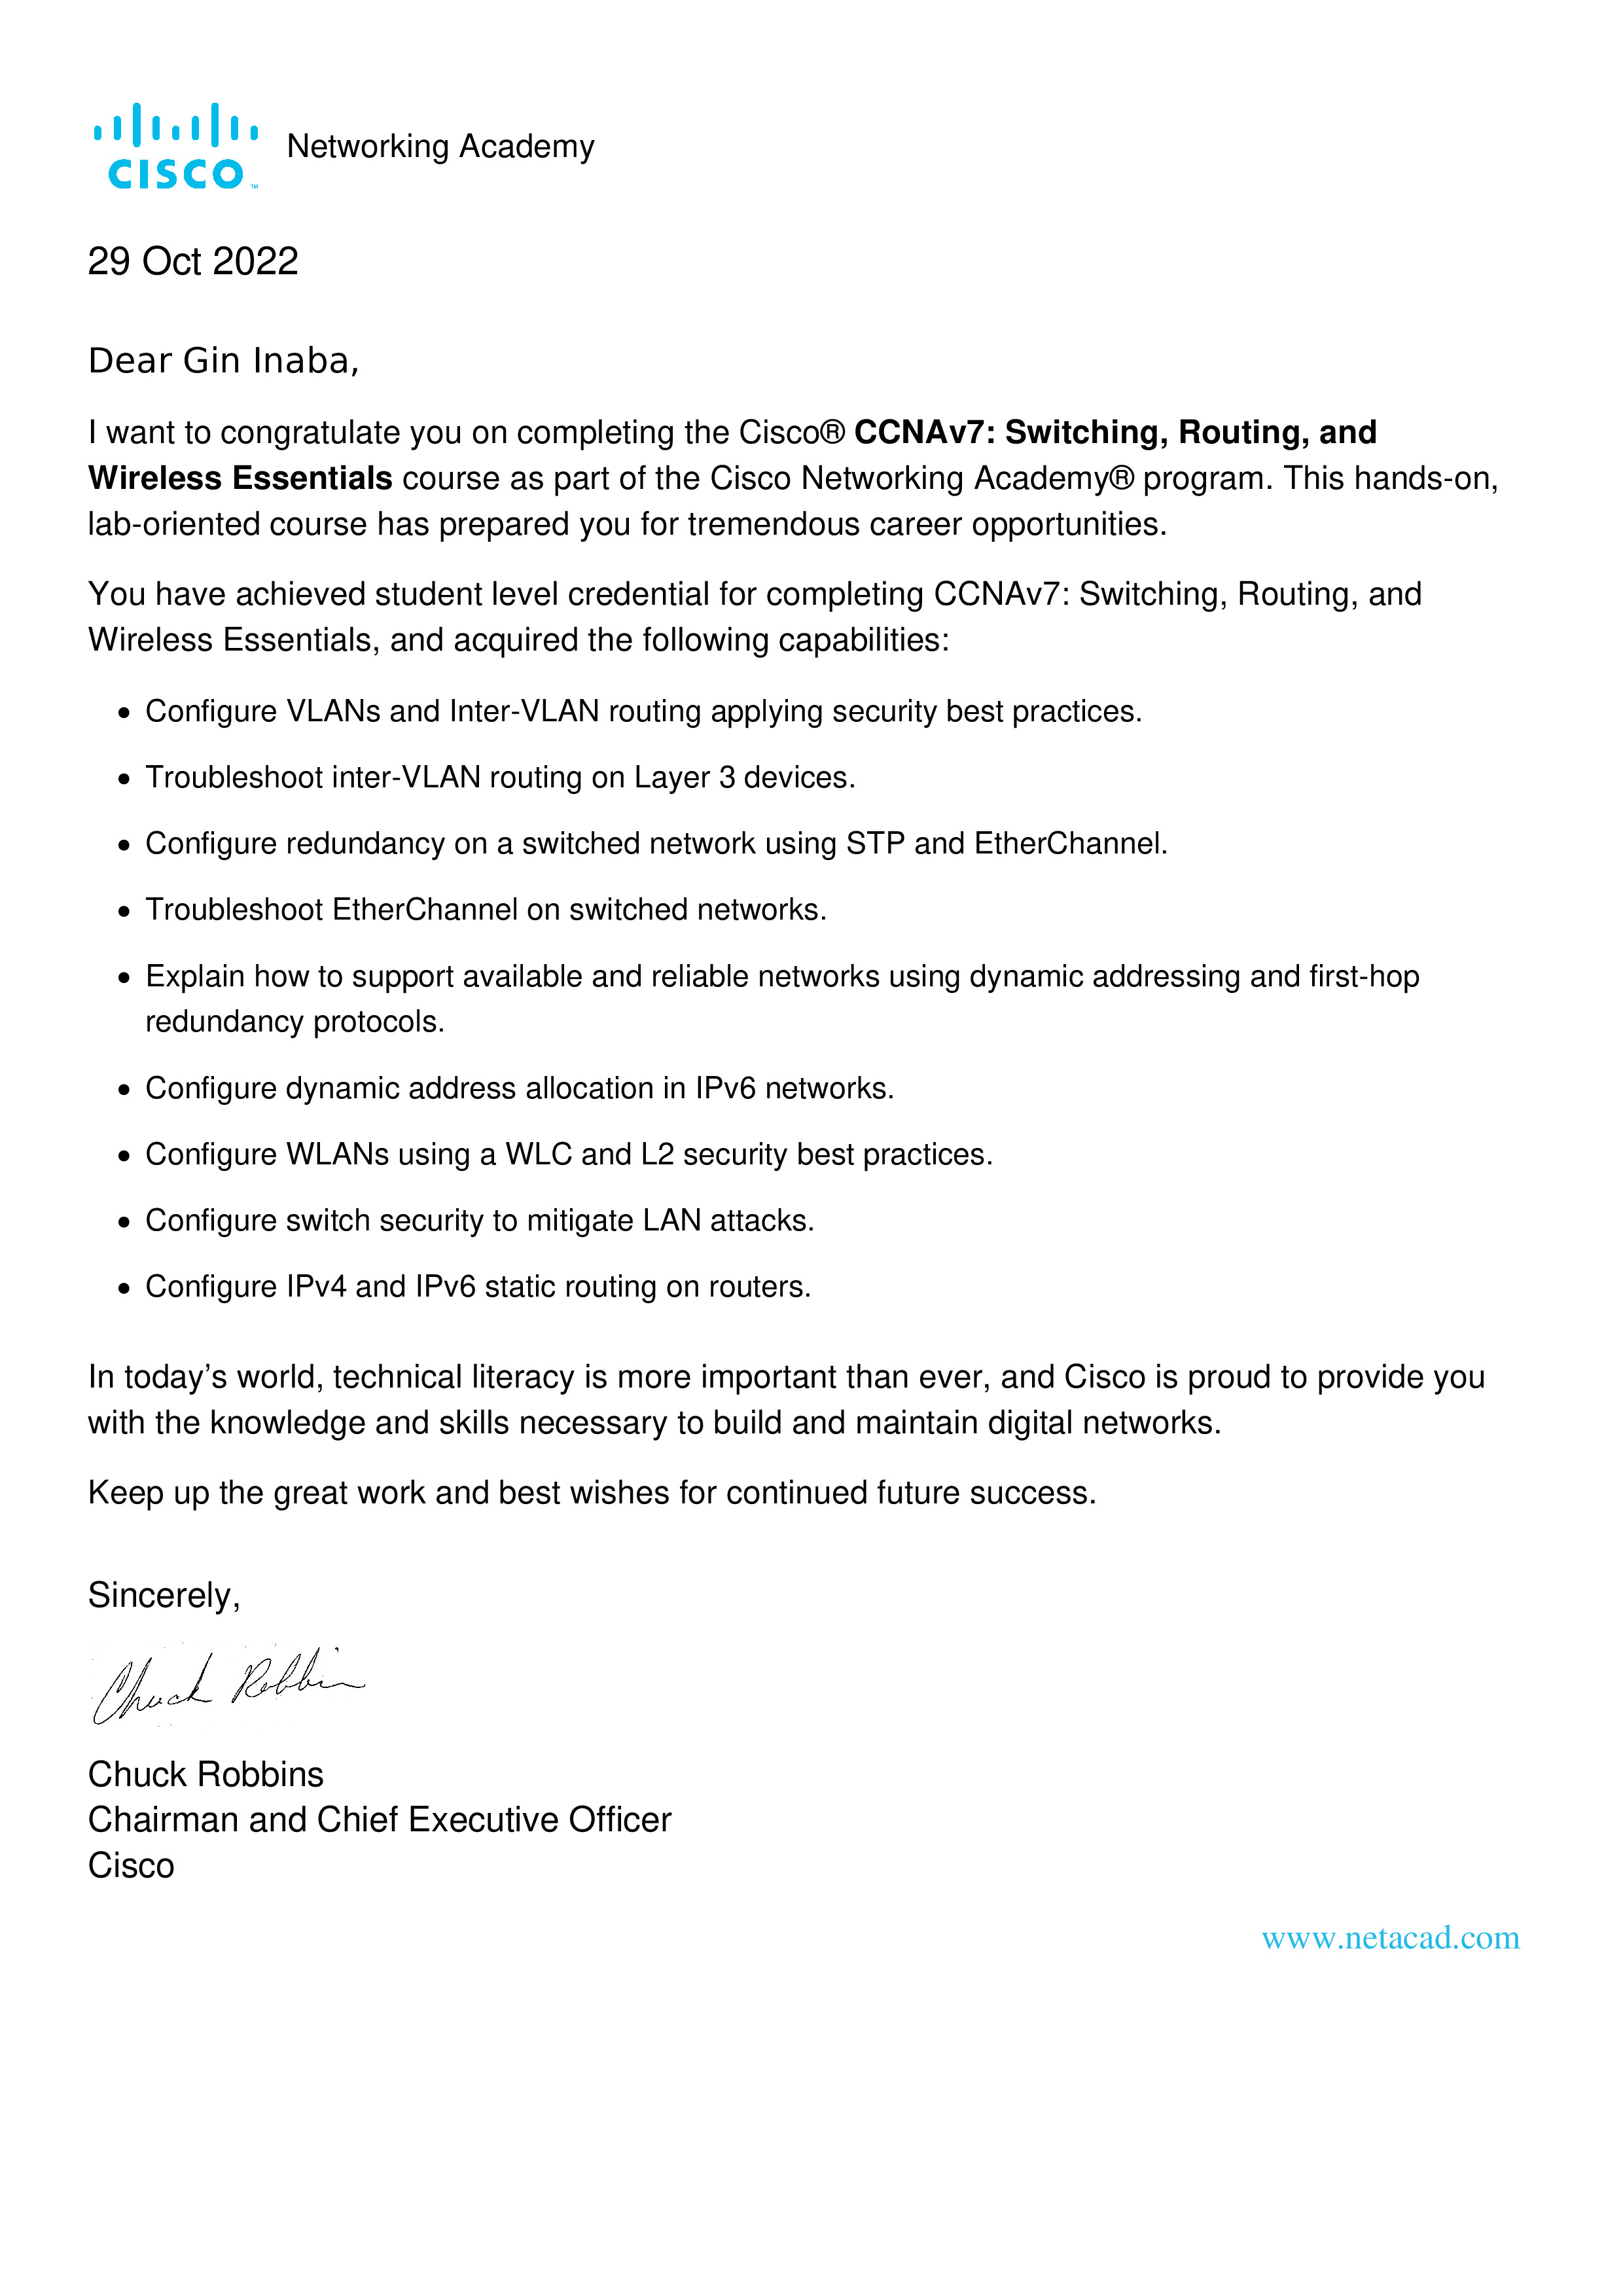 CISCO™ Networking Academy
29 Oct 2022
Dear Gin Inaba,
I want to congratulate you on completing the Cisco® CCNAv7: Switching, Routing, and
Wireless Essentials course as part of the Cisco Networking Academy® program. This hands-on,
lab-oriented course has prepared you for tremendous career opportunities.
You have achieved student level credential for completing CCNAv7: Switching, Routing, and
Wireless Essentials, and acquired the following capabilities:
• Configure VLANs and Inter-VLAN routing applying security best practices.
• Troubleshoot inter-VLAN routing on Layer 3 devices.
• Configure redundancy on a switched network using STP and EtherChannel.
• Troubleshoot EtherChannel on switched networks.
• Explain how to support available and reliable networks using dynamic addressing and first-hop
redundancy protocols.
• Configure dynamic address allocation in IPv6 networks.
• Configure WLANs using a WLC and L2 security best practices.
• Configure switch security to mitigate LAN attacks.
• Configure IPv4 and IPv6 static routing on routers.
In today’s world, technical literacy is more important than ever, and Cisco is proud to provide you
with the knowledge and skills necessary to build and maintain digital networks.
Keep up the great work and best wishes for continued future success.
Sincerely,
Chuck Robbins
Chuck Robbins
Chairman and Chief Executive Officer
Cisco
www.netacad.com